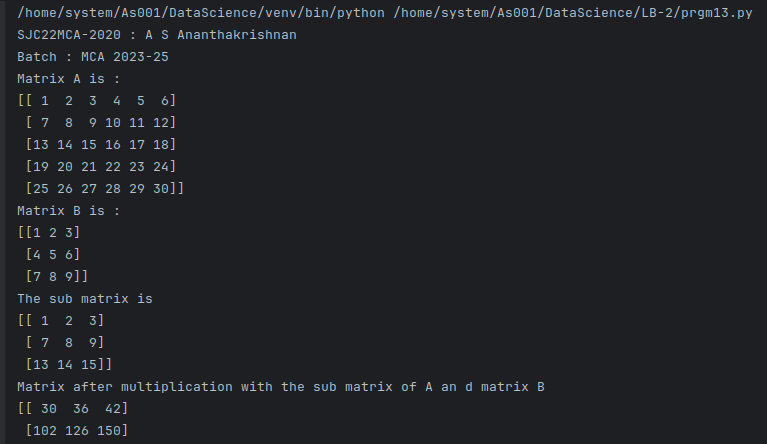 /home/system/As001/DataScience/venv/bin/python /home/system/As001/DataScience/LB-2/prgm13.py
SJC22MCA-2020 : A S Ananthakrishnan
Batch : MCA 2023-25
Matrix A is :
[[ 1  2  3  4  5  6]
 [ 7  8  9 10 11 12]
 [13 14 15 16 17 18]
 [19 20 21 22 23 24]
 [25 26 27 28 29 30]]
Matrix B is :
[[1 2 3]
 [4 5 6]
 [7 8 9]]
The sub matrix is
[[ 1  2  3]
 [ 7  8  9]
 [13 14 15]]
Matrix after multiplication with the sub matrix of A an d matrix B
[[ 30  36  42]
 [102 126 150]